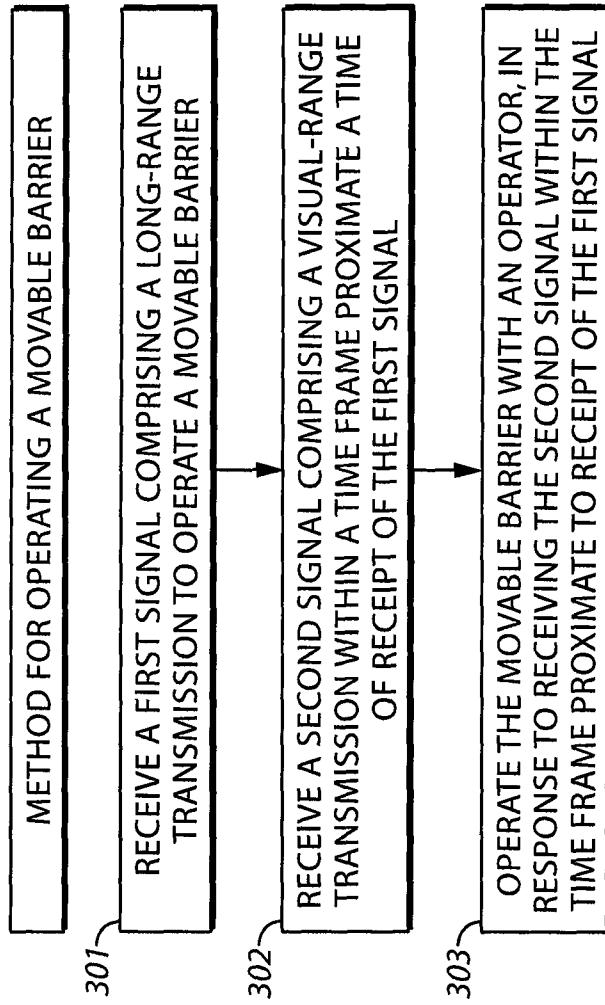 METHOD FOR OPERATING A MOVABLE BARRIER
301
RECEIVE A FIRST SIGNAL COMPRISING A LONG-RANGE
TRANSMISSION TO OPERATE A MOVABLE BARRIER
302
RECEIVE A SECOND SIGNAL COMPRISING A VISUAL-RANGE
TRANSMISSION WITHIN A TIME FRAME PROXIMATE A TIME
OF RECEIPT OF THE FIRST SIGNAL
303
OPERATE THE MOVABLE BARRIER WITH AN OPERATOR, IN
RESPONSE TO RECEIVING THE SECOND SIGNAL WITHIN THE
TIME FRAME PROXIMATE TO RECEIPT OF THE FIRST SIGNAL